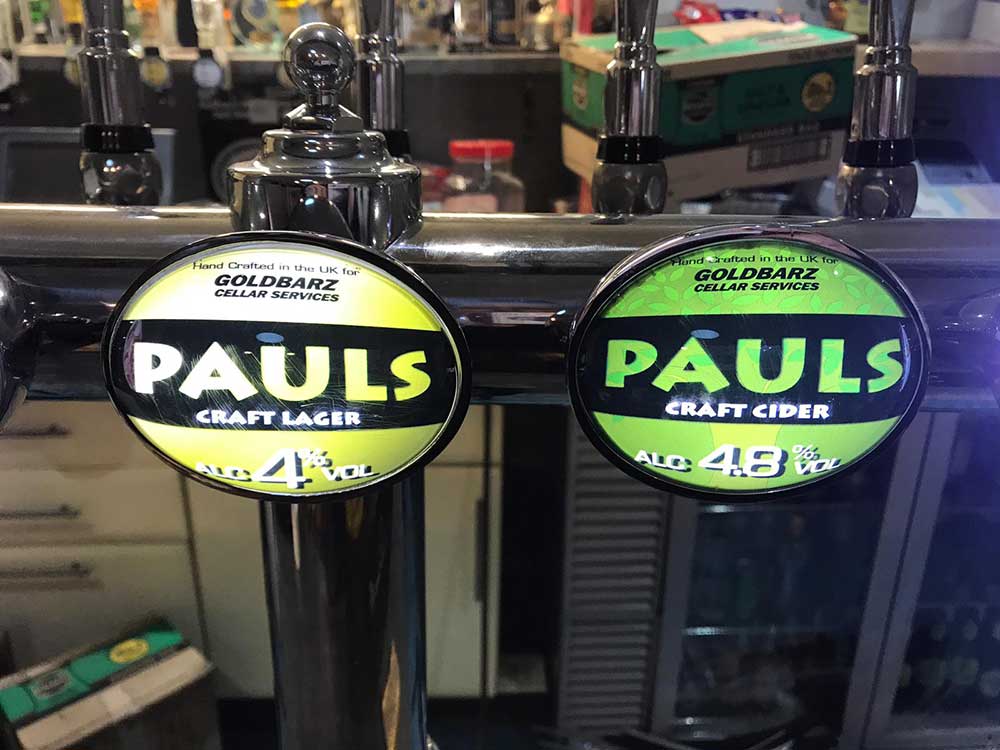 Hand Crafted in the UK for
GOLDBARZ
CELLAR SERVICES
PAULS
CRAFT LAGER
ALC 4% VOL
Hand Crafted in the UK for
GOLDBARZ
CELLAR SERVICES
PAULS
CRAFT CIDER
ALC 4.8% VOL